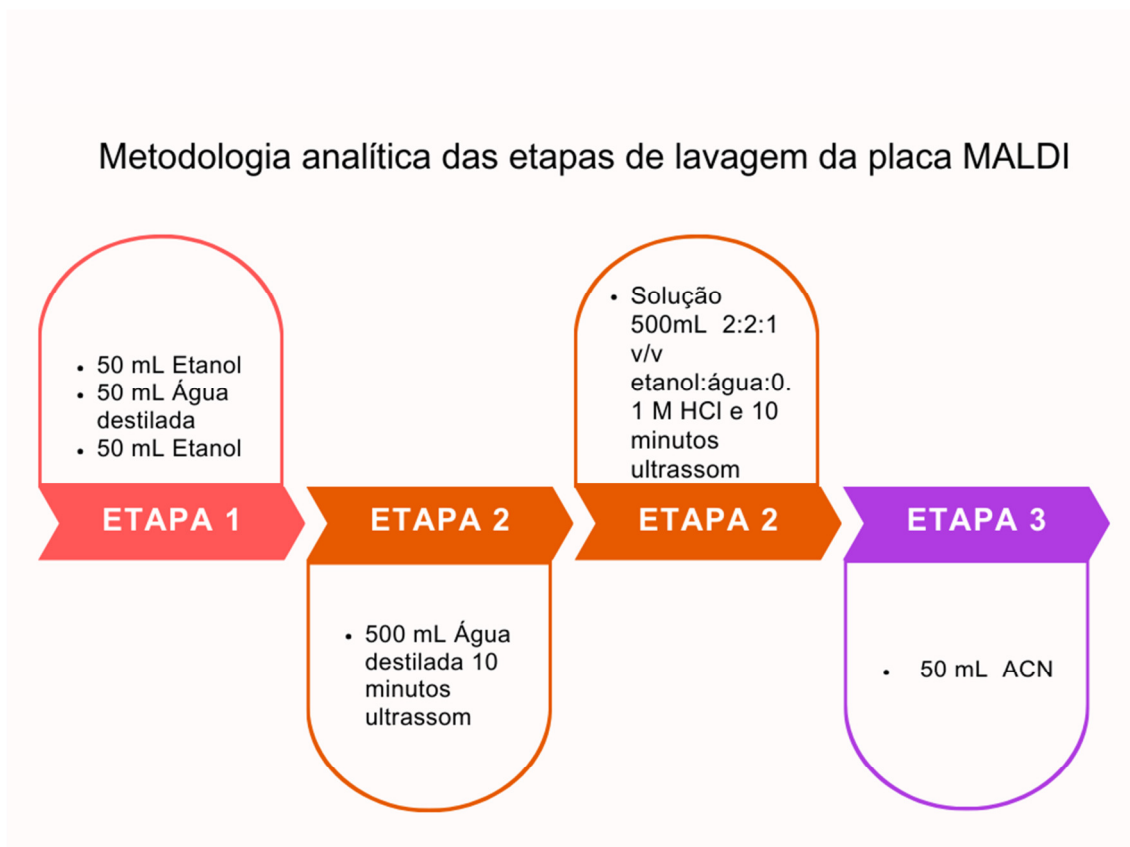 Metodologia analítica das etapas de lavagem da placa MALDI
• 50 mL Etanol
• 50 mL Água
destilada
• 50 mL Etanol
ETAPA 1
• 500 mL Água
destilada 10
minutos
ultrassom
ETAPA 2
• Solução
500mL 2:2:1
v/v
etanol:água:0.
1 M HCl e 10
minutos
ultrassom
ETAPA 2
• 50 mL ACN
ETAPA 3